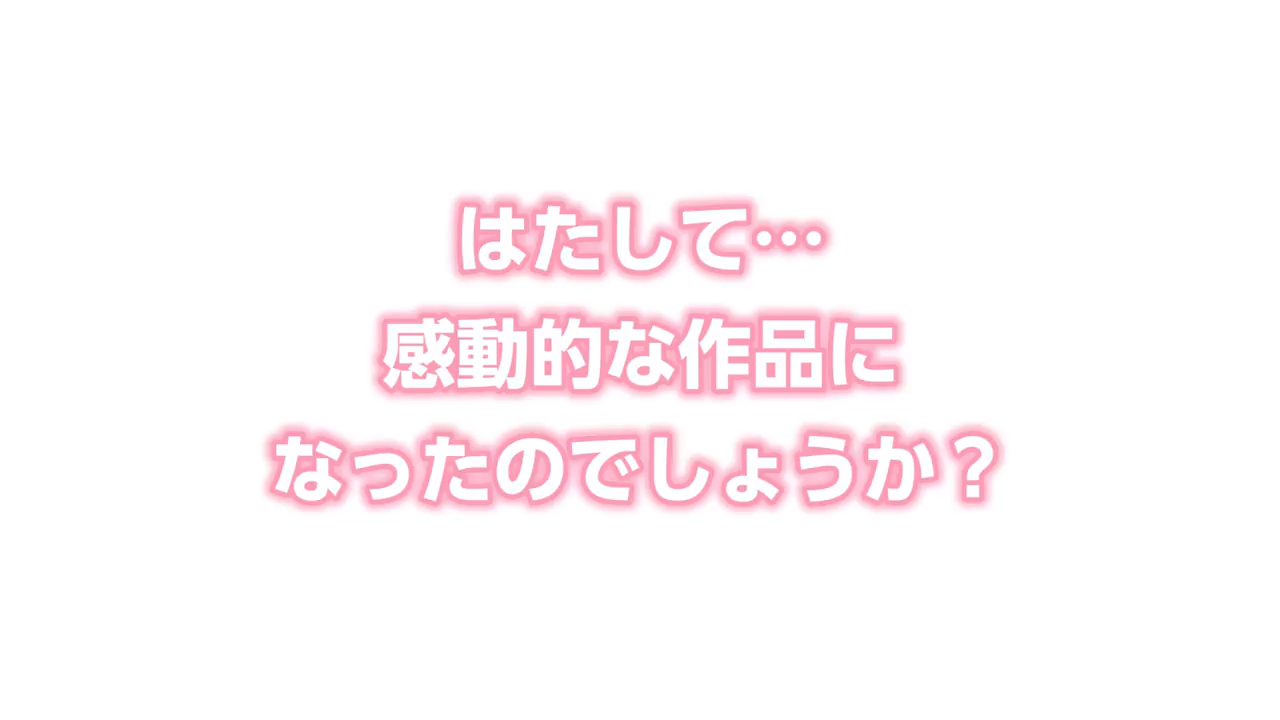 はたして…
感動的な作品に
なったのでしょうか？